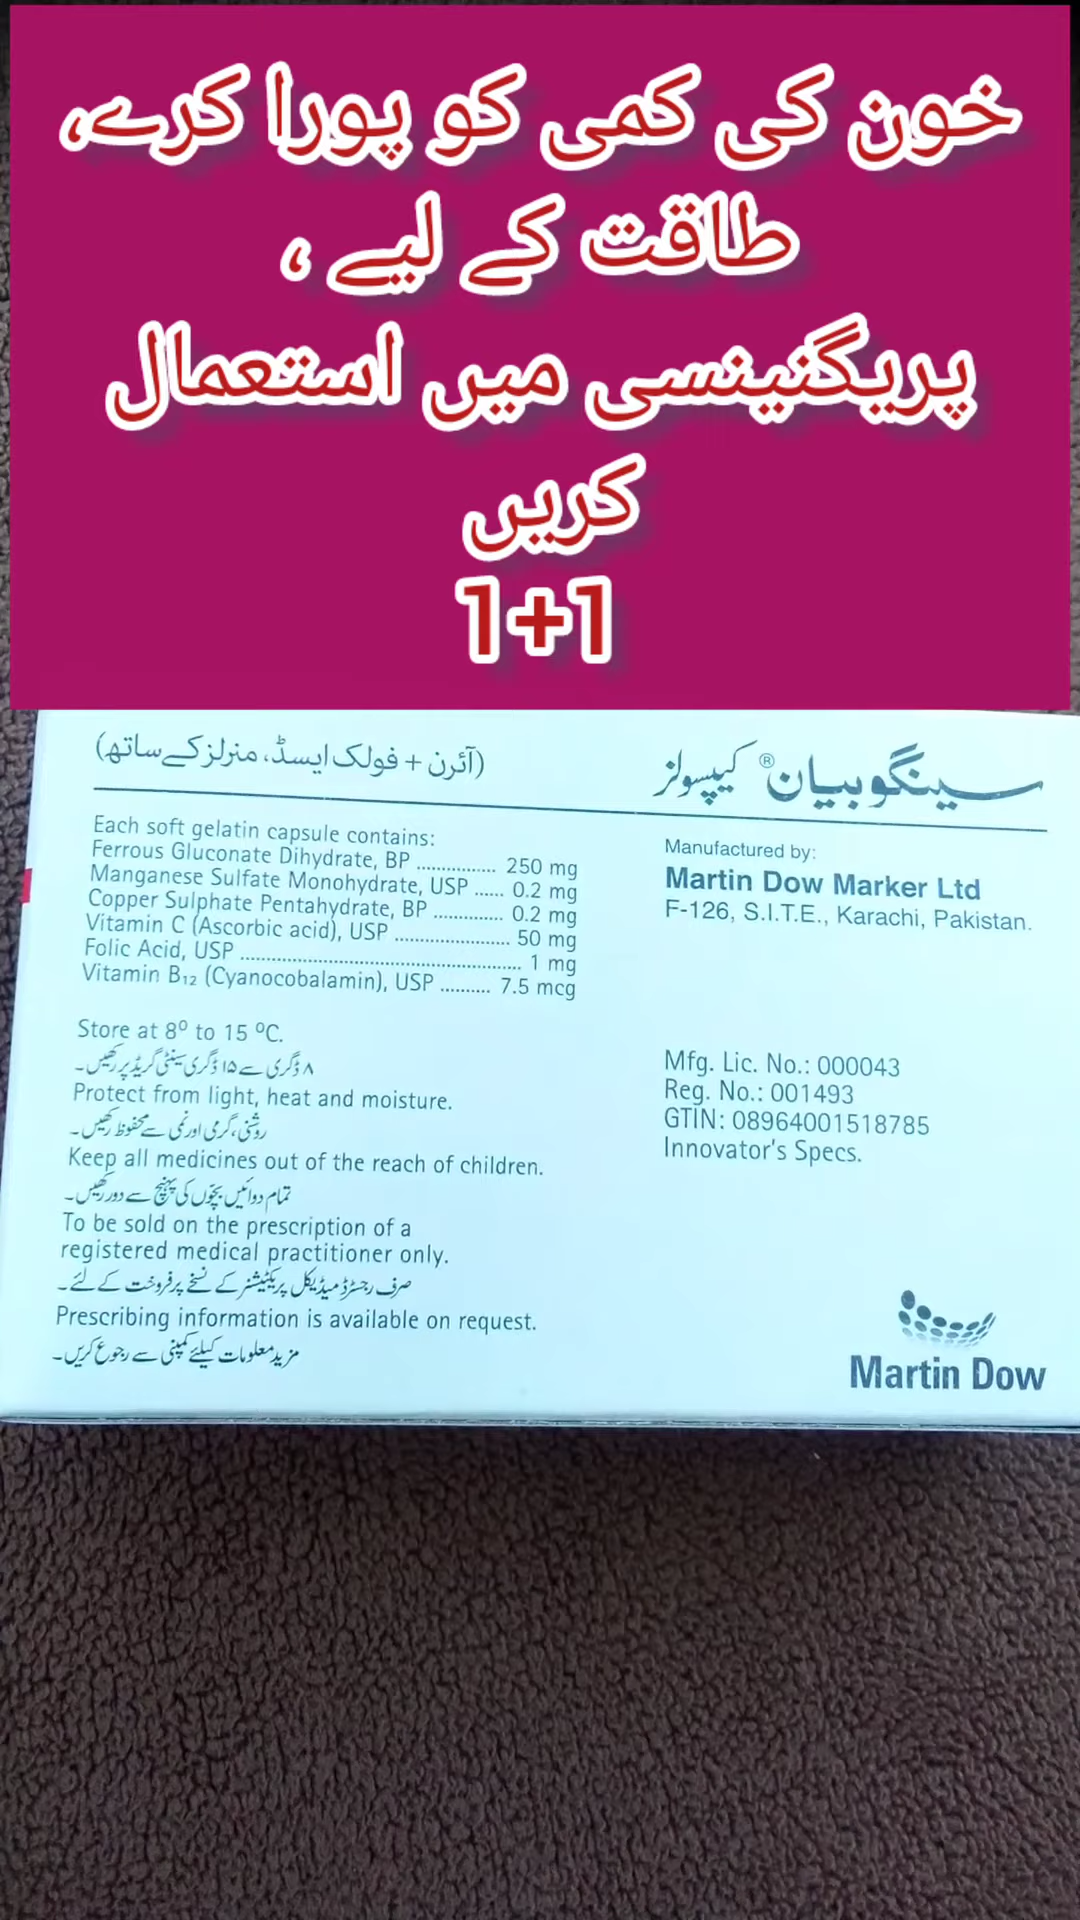 خون کی کمی کو پورا کرے،
طاقت کے لیے ،
پریگنینسی میں استعمال
کریں
1+1
سینگوبیان® کیپسولز
(آئرن + فولک ایسڈ، منرلز کے ساتھ)
Each soft gelatin capsule contains:
Ferrous Gluconate Dihydrate, BP ............... 250 mg
Manganese Sulfate Monohydrate, USP ...... 0.2 mg
Copper Sulphate Pentahydrate, BP ............. 0.2 mg
Vitamin C (Ascorbic acid), USP ....................... 50 mg
Folic Acid, USP ........................................................ 1 mg
Vitamin B₁₂ (Cyanocobalamin), USP .......... 7.5 mcg
Store at 8º to 15 ºC.
۸ ڈگری سے ۱۵ ڈگری سینٹی گریڈ پر رکھیں۔
Protect from light, heat and moisture.
روشنی، گرمی اور نمی سے محفوظ رکھیں۔
Keep all medicines out of the reach of children.
تمام دوائیں بچّوں کی پہنچ سے دور رکھیں۔
To be sold on the prescription of a
registered medical practitioner only.
صرف رجسٹرڈ میڈیکل پریکٹیشنر کے نسخے پر فروخت کے لئے۔
Prescribing information is available on request.
مزید معلومات کیلئے کمپنی سے رجوع کریں۔
Manufactured by:
Martin Dow Marker Ltd
F-126, S.I.T.E., Karachi, Pakistan.
Mfg. Lic. No.: 000043
Reg. No.: 001493
GTIN: 08964001518785
Innovator's Specs.
Martin Dow